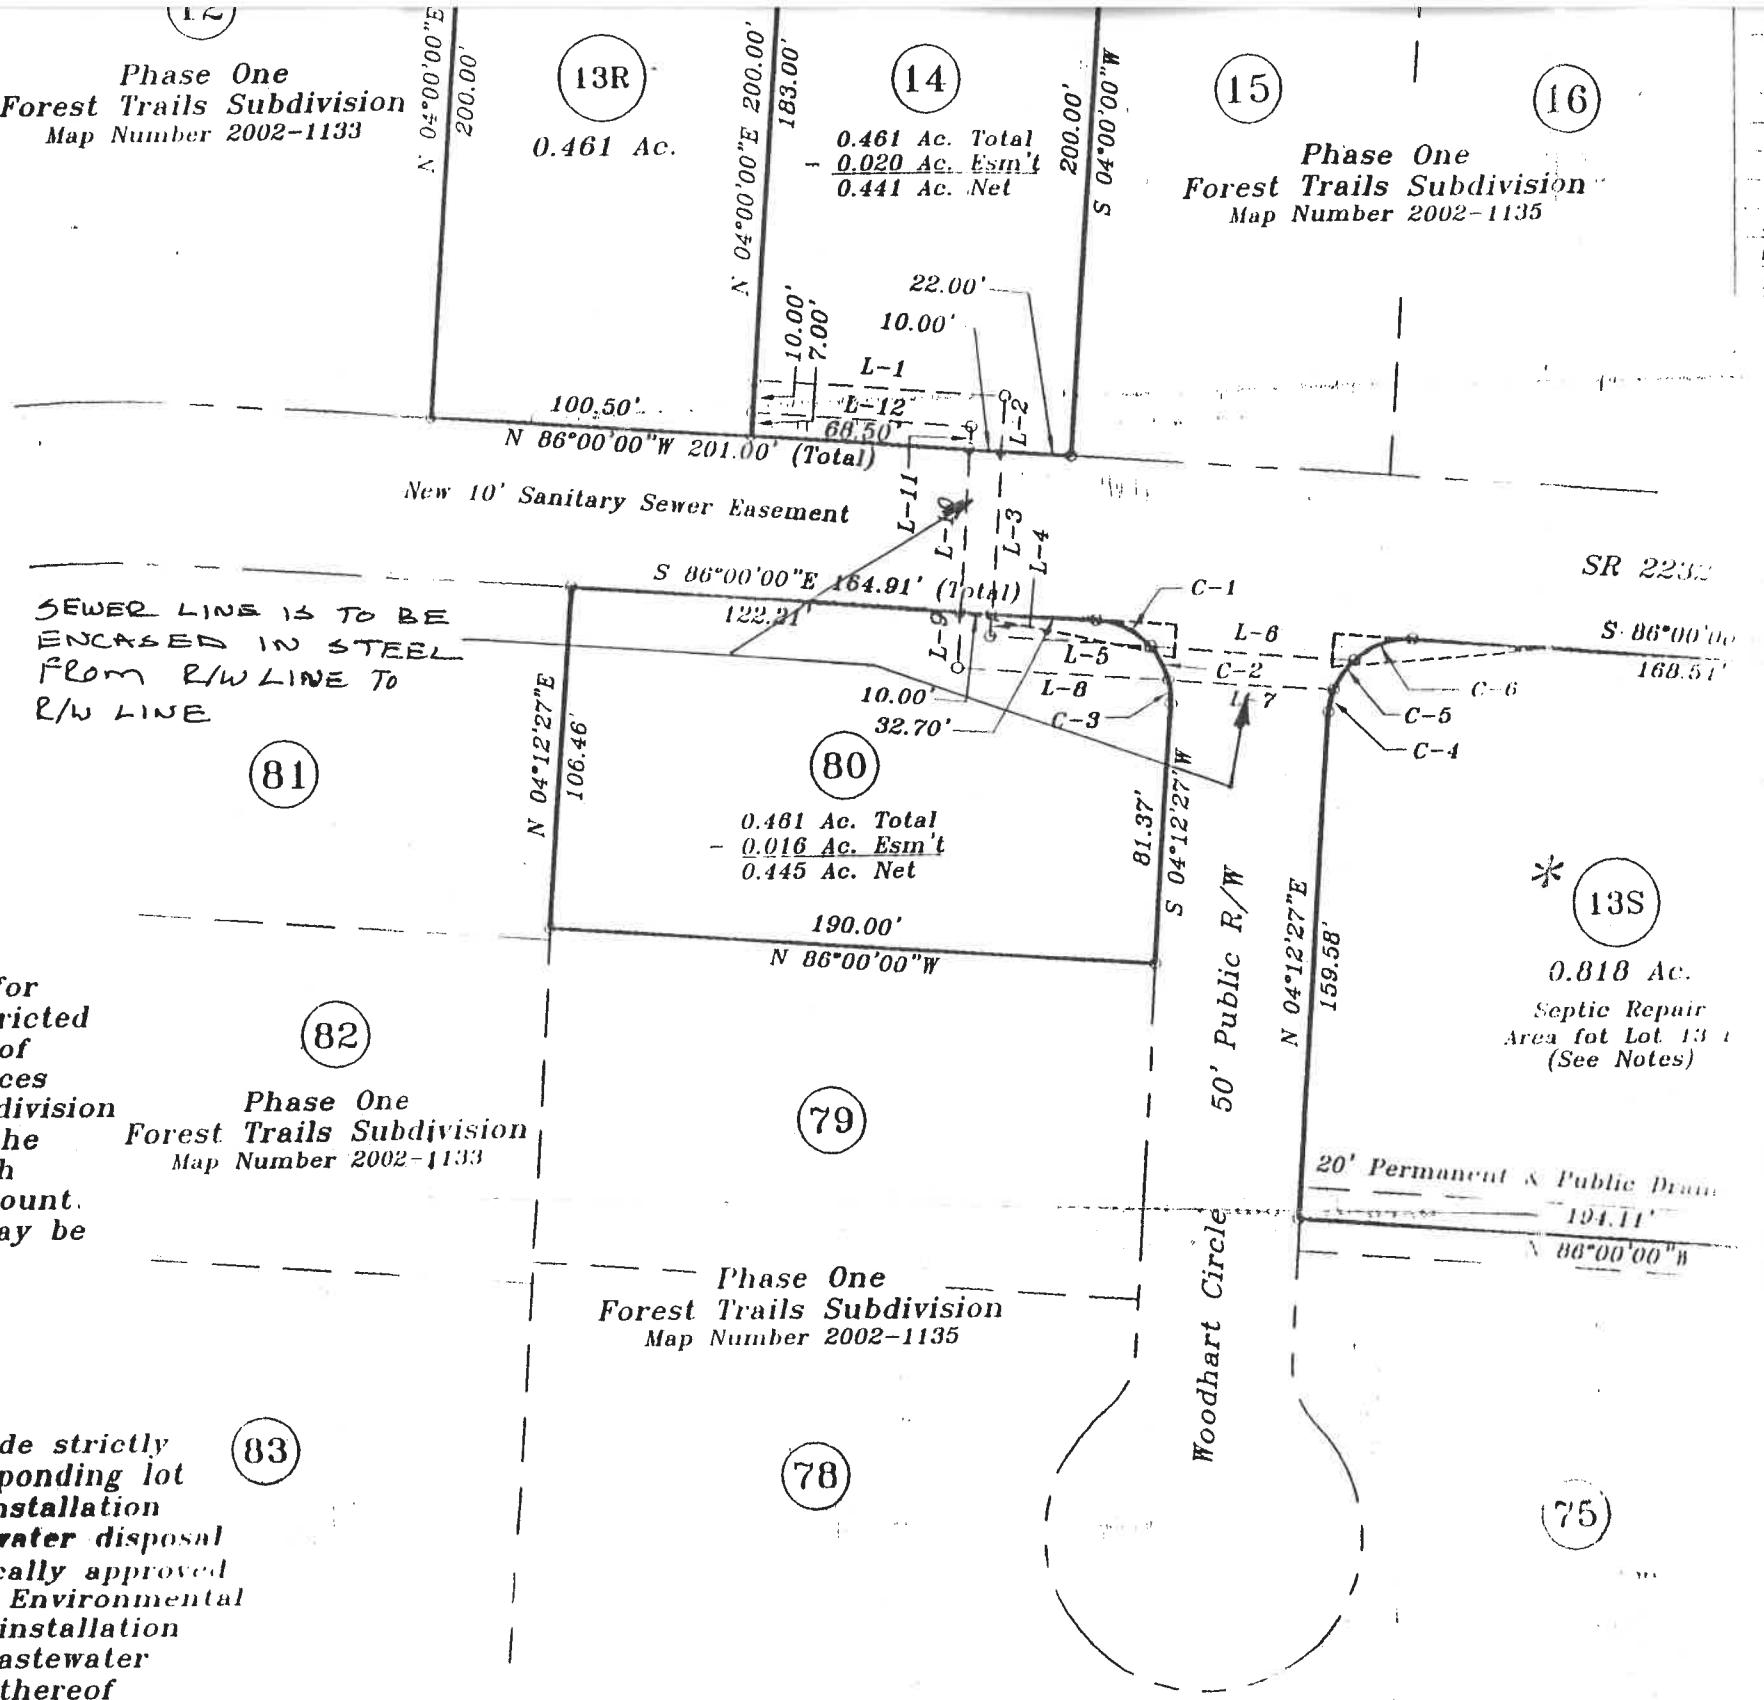 12
Phase One
Forest Trails Subdivision
Map Number 2002-1133
N 04°00'00"E
200.00'
13R
0.461 Ac.
N 04°00'00"E 200.00'
183.00'
14
0.461 Ac. Total
- 0.020 Ac. Esm't
0.441 Ac. Net
200.00'
S 04°00'00"W
15
16
Phase One
Forest Trails Subdivision
Map Number 2002-1135
22.00'
10.00'
10.00'
7.00'
L-1
L-12
L-2
100.50'
68.50'
N 86°00'00"W 201.00' (Total)
New 10' Sanitary Sewer Easement
L-11
L-3
L-4
SR 2232
S 86°00'00"E 164.91' (Total)
122.21'
C-1
L-9
L-5
L-6
C-2
L-8
L-7
S 86°00'00
168.51'
C-6
C-5
C-4
C-3
10.00'
32.70'
SEWER LINE IS TO BE
ENCASED IN STEEL
FROM R/W LINE TO
R/W LINE
81
N 04°12'27"E
106.46'
80
0.461 Ac. Total
- 0.016 Ac. Esm't
0.445 Ac. Net
81.37'
S 04°12'27"W
190.00'
N 86°00'00"W
50' Public R/W
N 04°12'27"E
159.58'
*
13S
0.818 Ac.
Septic Repair
Area fot Lot 13
(See Notes)
for
ricted
of
ces
division
he
h
ount.
ay be
82
Phase One
Forest Trails Subdivision
Map Number 2002-1133
79
20' Permanent & Public Drain
194.11'
N 86°00'00"W
Phase One
Forest Trails Subdivision
Map Number 2002-1135
Woodhart Circle
de strictly
ponding lot
nstallation
water disposal
cally approved
Environmental
installation
astewater
thereof
83
78
75